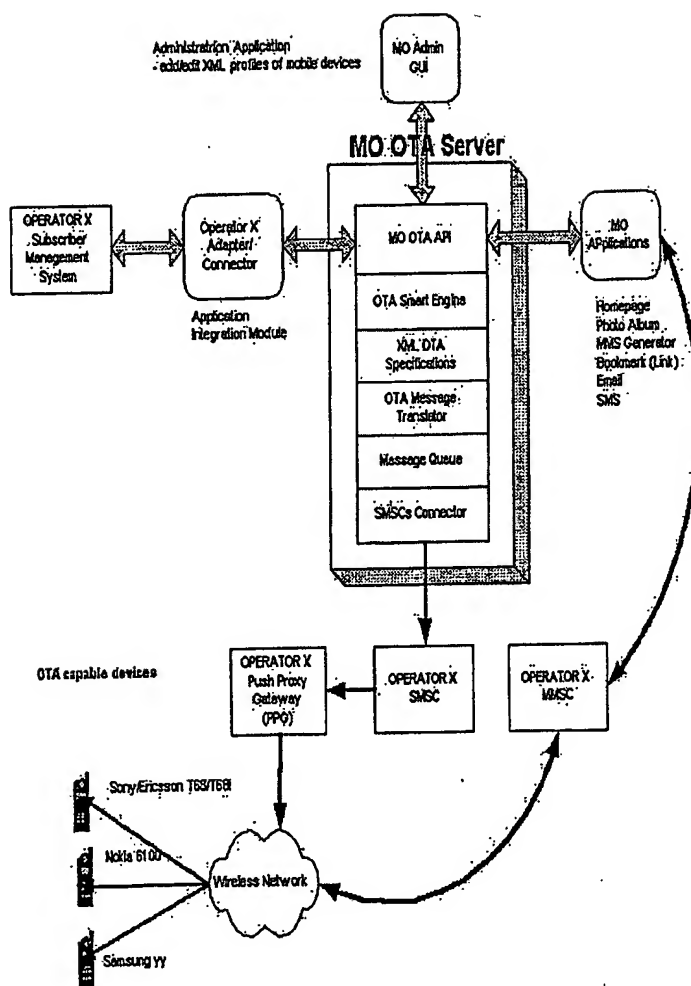 Administration Application
- add/edit XML profiles of mobile devices
MO Admin
GUI
MO OTA Server
OPERATOR X
Subscriber
Management
System
Operator X
Adapter/
Connector
Application
Integration Module
MO OTA API
OTA Smart Engine
XML OTA
Specifications
OTA Message
Translator
Message Queue
SMSCs Connector
MO
Applications
Homepage
Photo Album
MMS Generator
Bookmark (Link)
Email
SMS
OTA capable devices
OPERATOR X
Push Proxy
Gateway
(PPG)
OPERATOR X
SMSC
OPERATOR X
MMSC
Sony/Ericsson T68/T68i
Nokia 6100
Samsung yy
Wireless Network